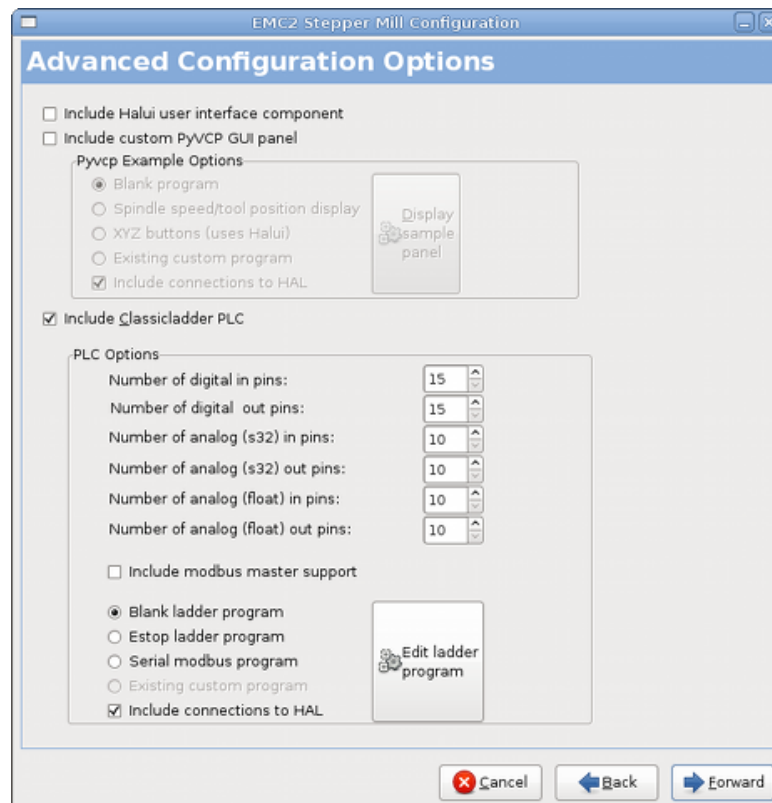 EMC2 Stepper Mill Configuration
Advanced Configuration Options
Include Halui user interface component
Include custom PyVCP GUI panel
Pyvcp Example Options
Blank program
Spindle speed/tool position display
XYZ buttons (uses Halui)
Existing custom program
Include connections to HAL
Display
sample
panel
Include Classicladder PLC
PLC Options
Number of digital in pins: 15
Number of digital out pins: 15
Number of analog (s32) in pins: 10
Number of analog (s32) out pins: 10
Number of analog (float) in pins: 10
Number of analog (float) out pins: 10
Include modbus master support
Blank ladder program
Estop ladder program
Serial modbus program
Existing custom program
Include connections to HAL
Edit ladder
program
Cancel Back Forward